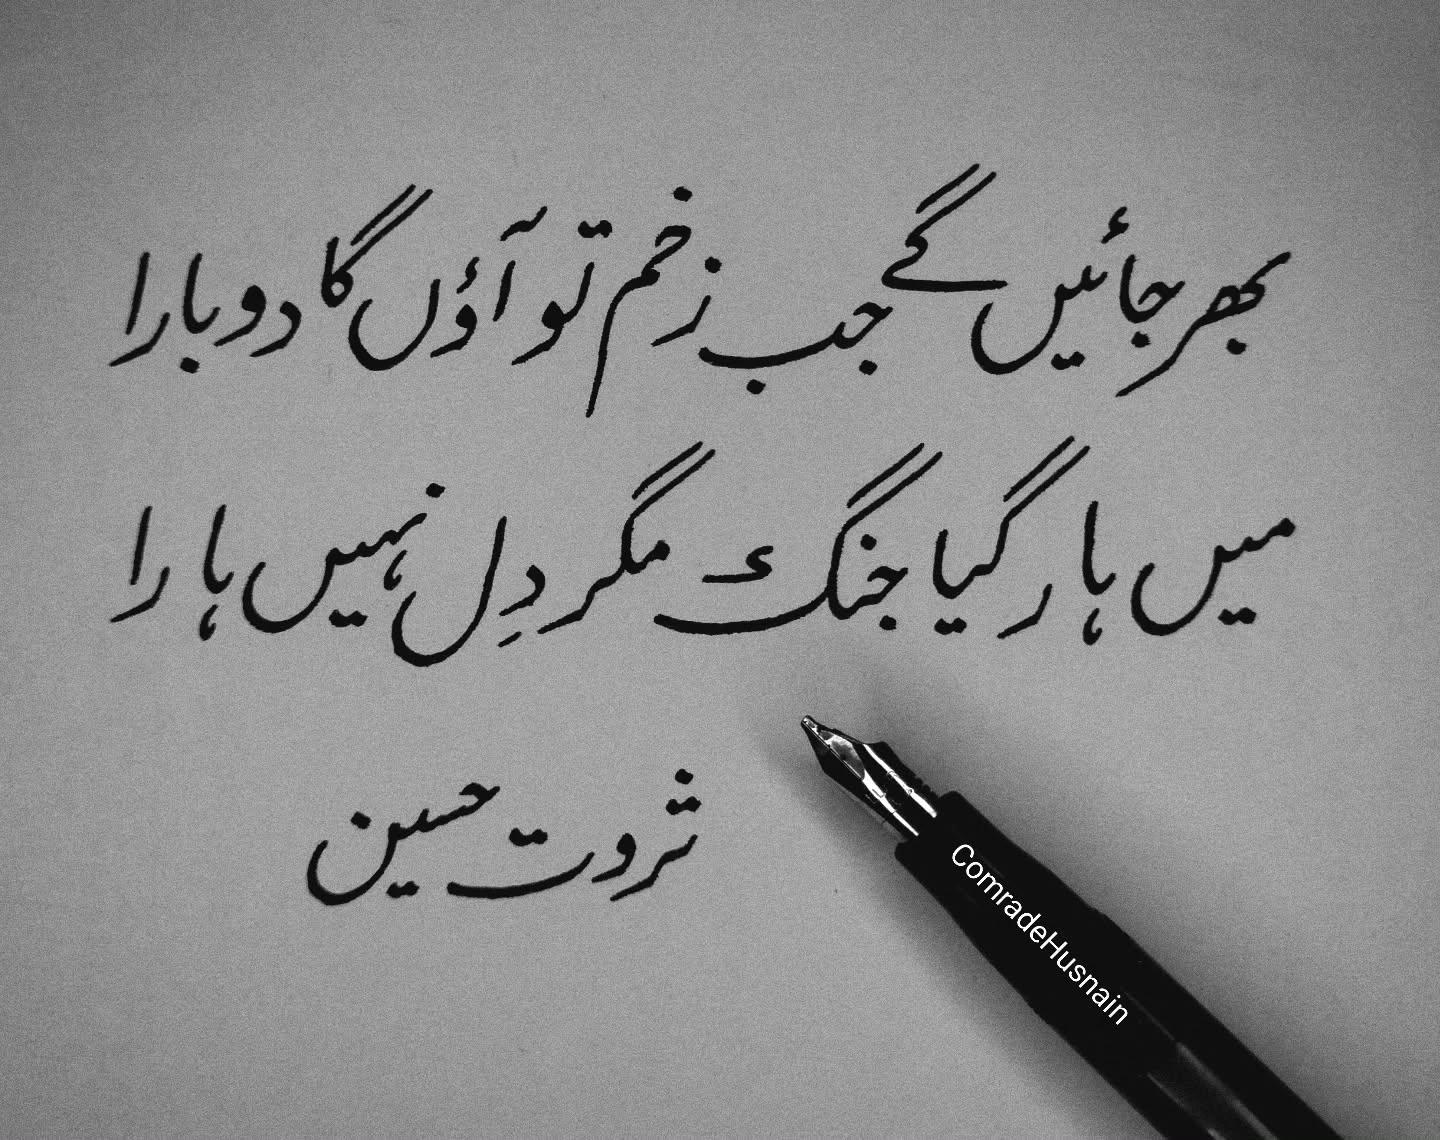 بھر جائیں گے جب زخم تو آؤں گا دوبارا
میں ہار گیا جنگ مگر دِل نہیں ہارا
ثروت حسین
ComradeHusnain